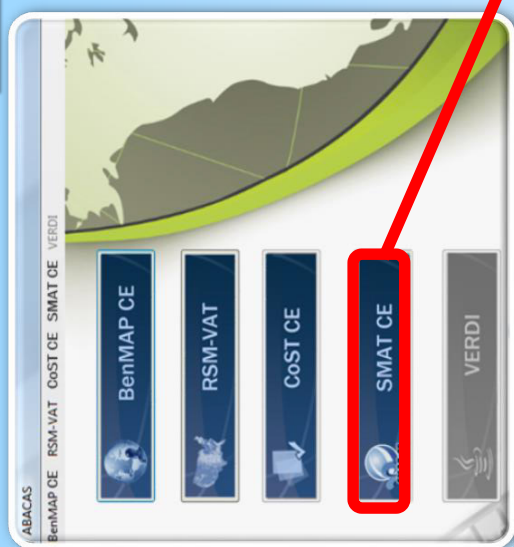 ABACAS
BenMAP CE RSM-VAT CoST CE SMAT CE VERDI
BenMAP CE
RSM-VAT
CoST CE
SMAT CE
VERDI